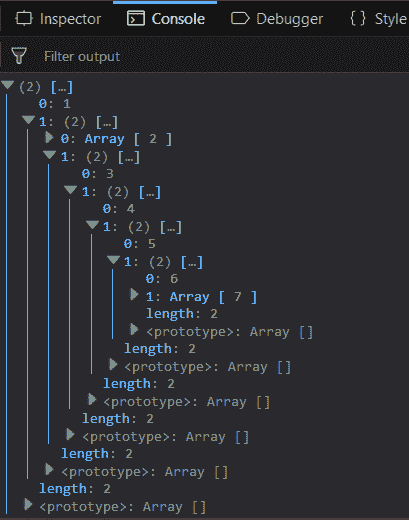 Inspector Console Debugger {} Style
Filter output
(2) […]
0: 1
1: (2) […]
0: Array [ 2 ]
1: (2) […]
0: 3
1: (2) […]
0: 4
1: (2) […]
0: 5
1: (2) […]
0: 6
1: Array [ 7 ]
length: 2
<prototype>: Array []
length: 2
<prototype>: Array []
length: 2
<prototype>: Array []
length: 2
<prototype>: Array []
length: 2
<prototype>: Array []
length: 2
<prototype>: Array []